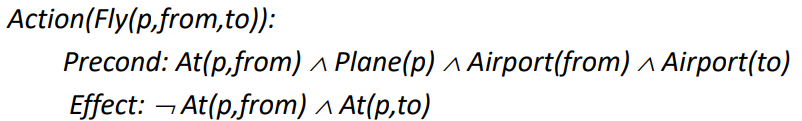 Action(Fly(p,from,to)):
Precond: At(p,from) ∧ Plane(p) ∧ Airport(from) ∧ Airport(to)
Effect: ¬ At(p,from) ∧ At(p,to)